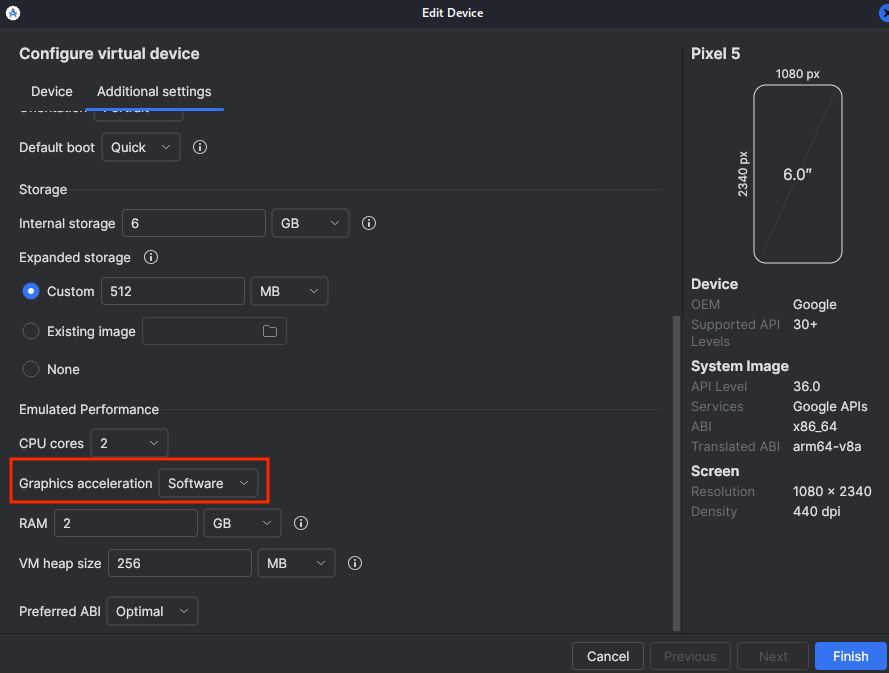 Edit Device
Configure virtual device
Device Additional settings
Default boot Quick
Storage
Internal storage 6 GB
Expanded storage
Custom 512 MB
Existing image
None
Emulated Performance
CPU cores 2
Graphics acceleration Software
RAM 2 GB
VM heap size 256 MB
Preferred ABI Optimal
Pixel 5
1080 px
2340 px
6.0″
Device
OEM Google
Supported API Levels 30+
System Image
API Level 36.0
Services Google APIs
ABI x86_64
Translated ABI arm64-v8a
Screen
Resolution 1080 × 2340
Density 440 dpi
Cancel Previous Next Finish